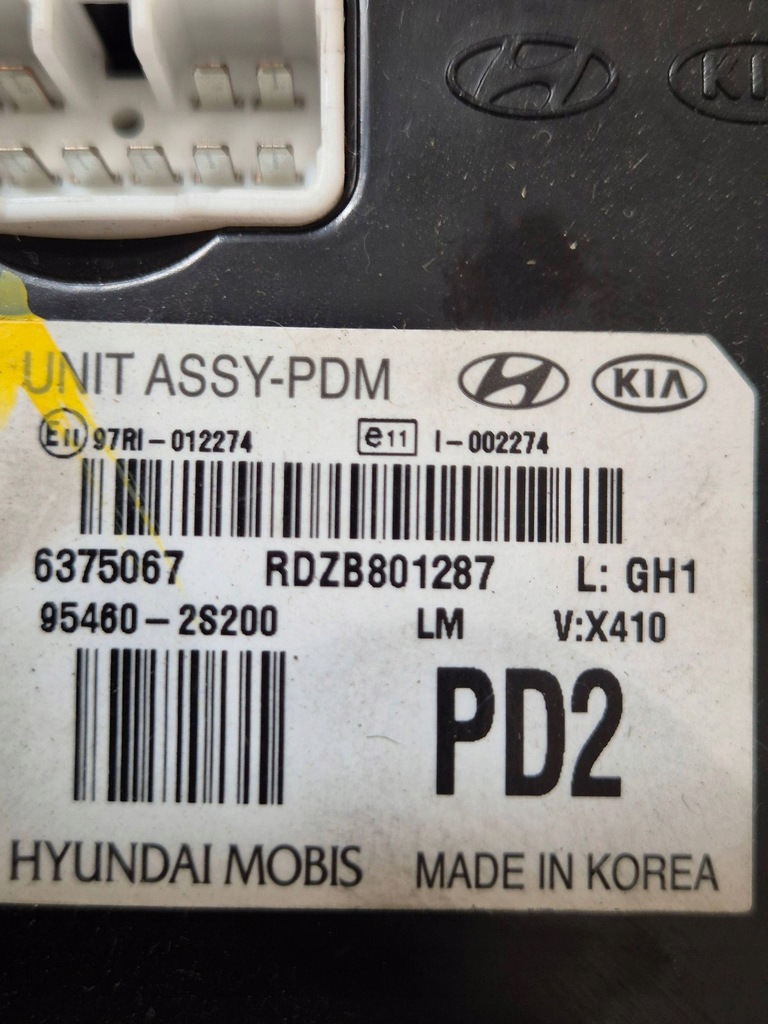 KI
UNIT ASSY-PDM KIA
E11 97RI-012274 e11 I-002274
6375067 RDZB801287 L: GH1
95460-2S200 LM V:X410
PD2
HYUNDAI MOBIS MADE IN KOREA